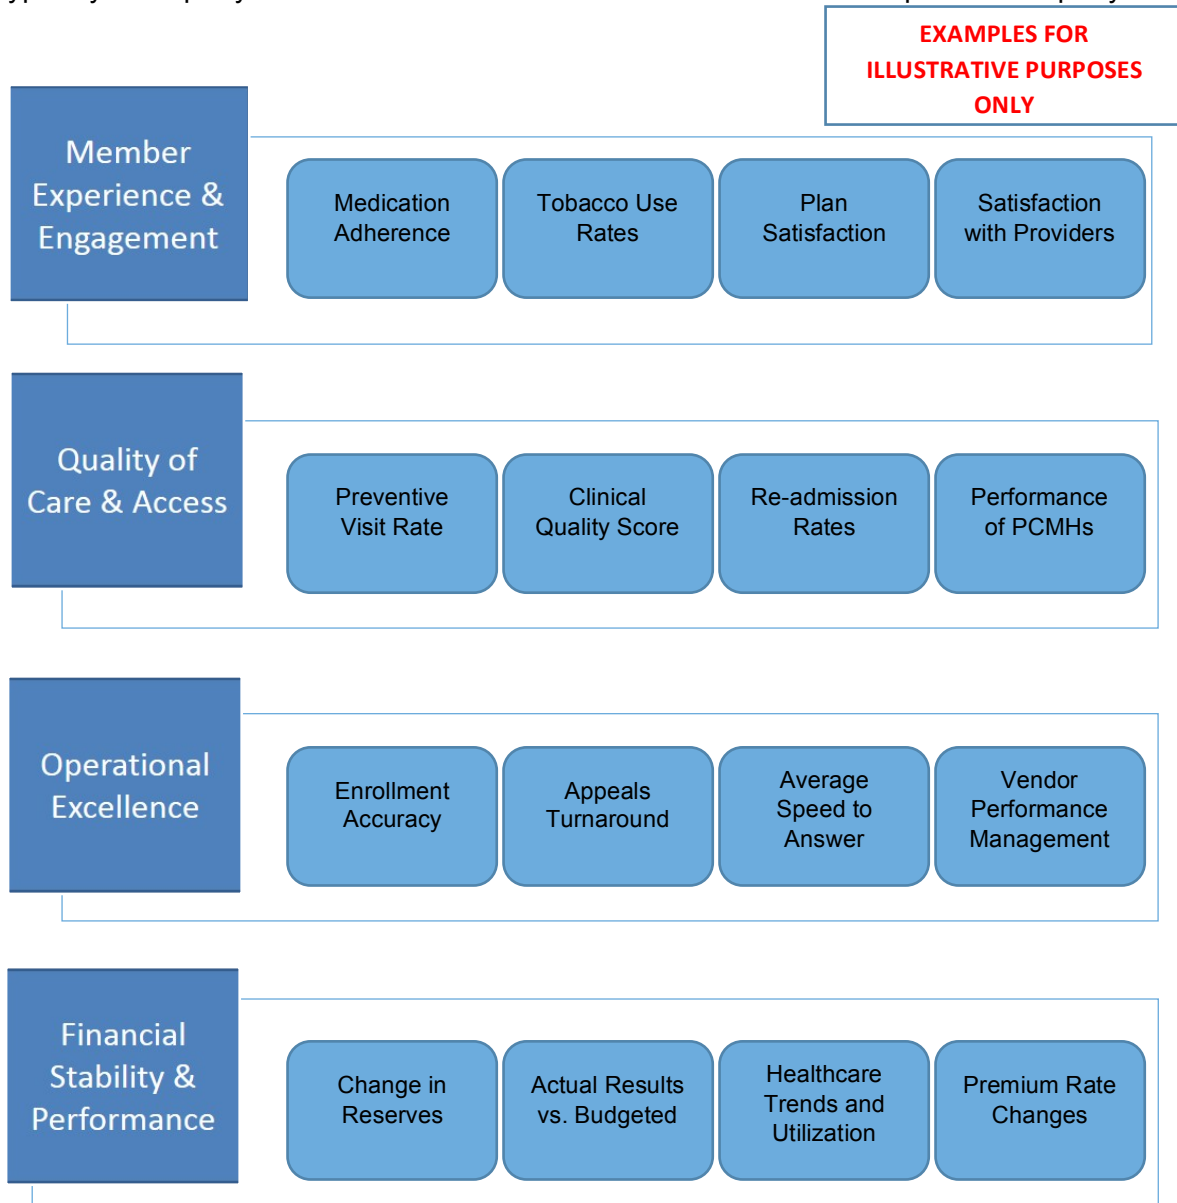 EXAMPLES FOR
ILLUSTRATIVE PURPOSES
ONLY
Member
Experience &
Engagement
Medication
Adherence
Tobacco Use
Rates
Plan
Satisfaction
Satisfaction
with Providers
Quality of
Care & Access
Preventive
Visit Rate
Clinical
Quality Score
Re-admission
Rates
Performance
of PCMHs
Operational
Excellence
Enrollment
Accuracy
Appeals
Turnaround
Average
Speed to
Answer
Vendor
Performance
Management
Financial
Stability &
Performance
Change in
Reserves
Actual Results
vs. Budgeted
Healthcare
Trends and
Utilization
Premium Rate
Changes